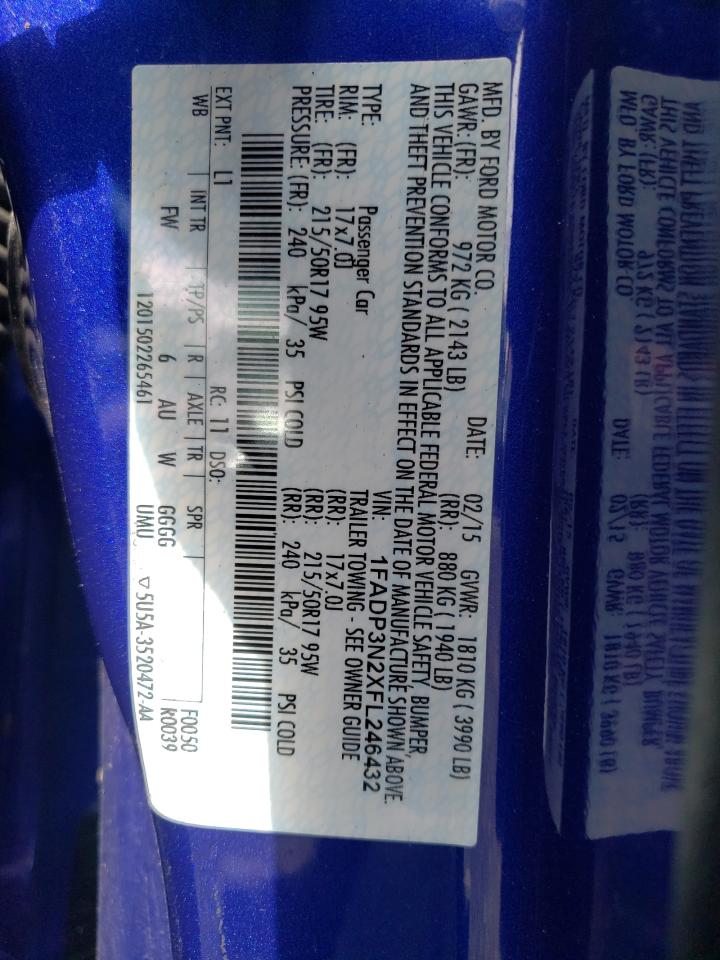 MFD. BY FORD MOTOR CO.
DATE: 02/15 GVWR: 1810 KG ( 3990 LB)
GAWR: (FR): 972 KG ( 2143 LB) (RR): 880 KG ( 1940 LB)
THIS VEHICLE CONFORMS TO ALL APPLICABLE FEDERAL MOTOR VEHICLE SAFETY, BUMPER,
AND THEFT PREVENTION STANDARDS IN EFFECT ON THE DATE OF MANUFACTURE SHOWN ABOVE.
VIN: 1FADP3N2XFL246432
TYPE: Passenger Car TRAILER TOWING - SEE OWNER GUIDE
RIM: (FR): 17x7.0J (RR): 17x7.0J
TIRE: (FR): 215/50R17 95W (RR): 215/50R17 95W
PRESSURE: (FR): 240 kPa/ 35 PSI COLD (RR): 240 kPa/ 35 PSI COLD
EXT PNT: L1 RC: 11 DSO: F0050
WB | INT TR | TP/PS | R | AXLE | TR | SPR R0039
FW 6 AU W GGGG
1201502265461 UMU ▽ 5U5A-3520472-AA